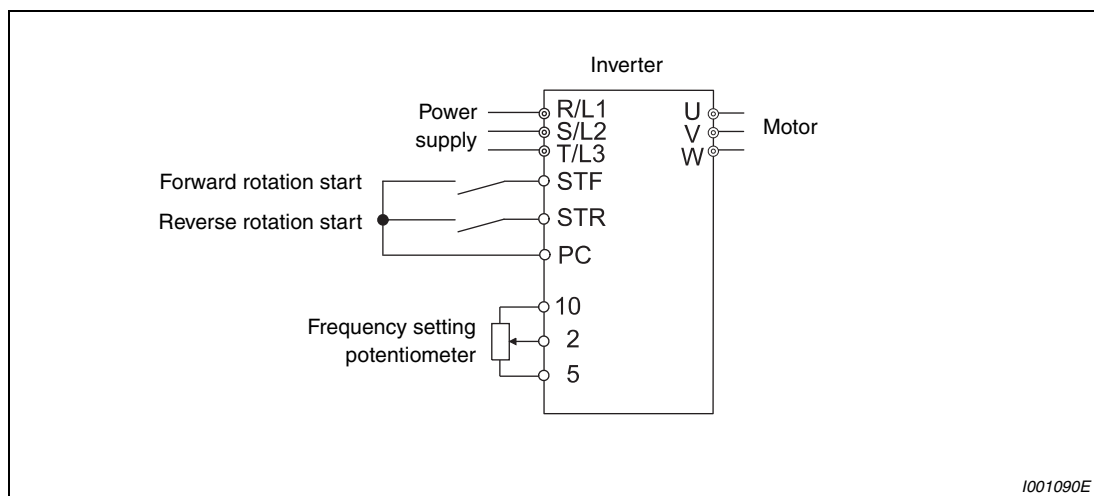 Inverter
Power supply
R/L1
S/L2
T/L3
U
V
W
Motor
Forward rotation start
STF
Reverse rotation start
STR
PC
Frequency setting
potentiometer
10
2
5
I001090E